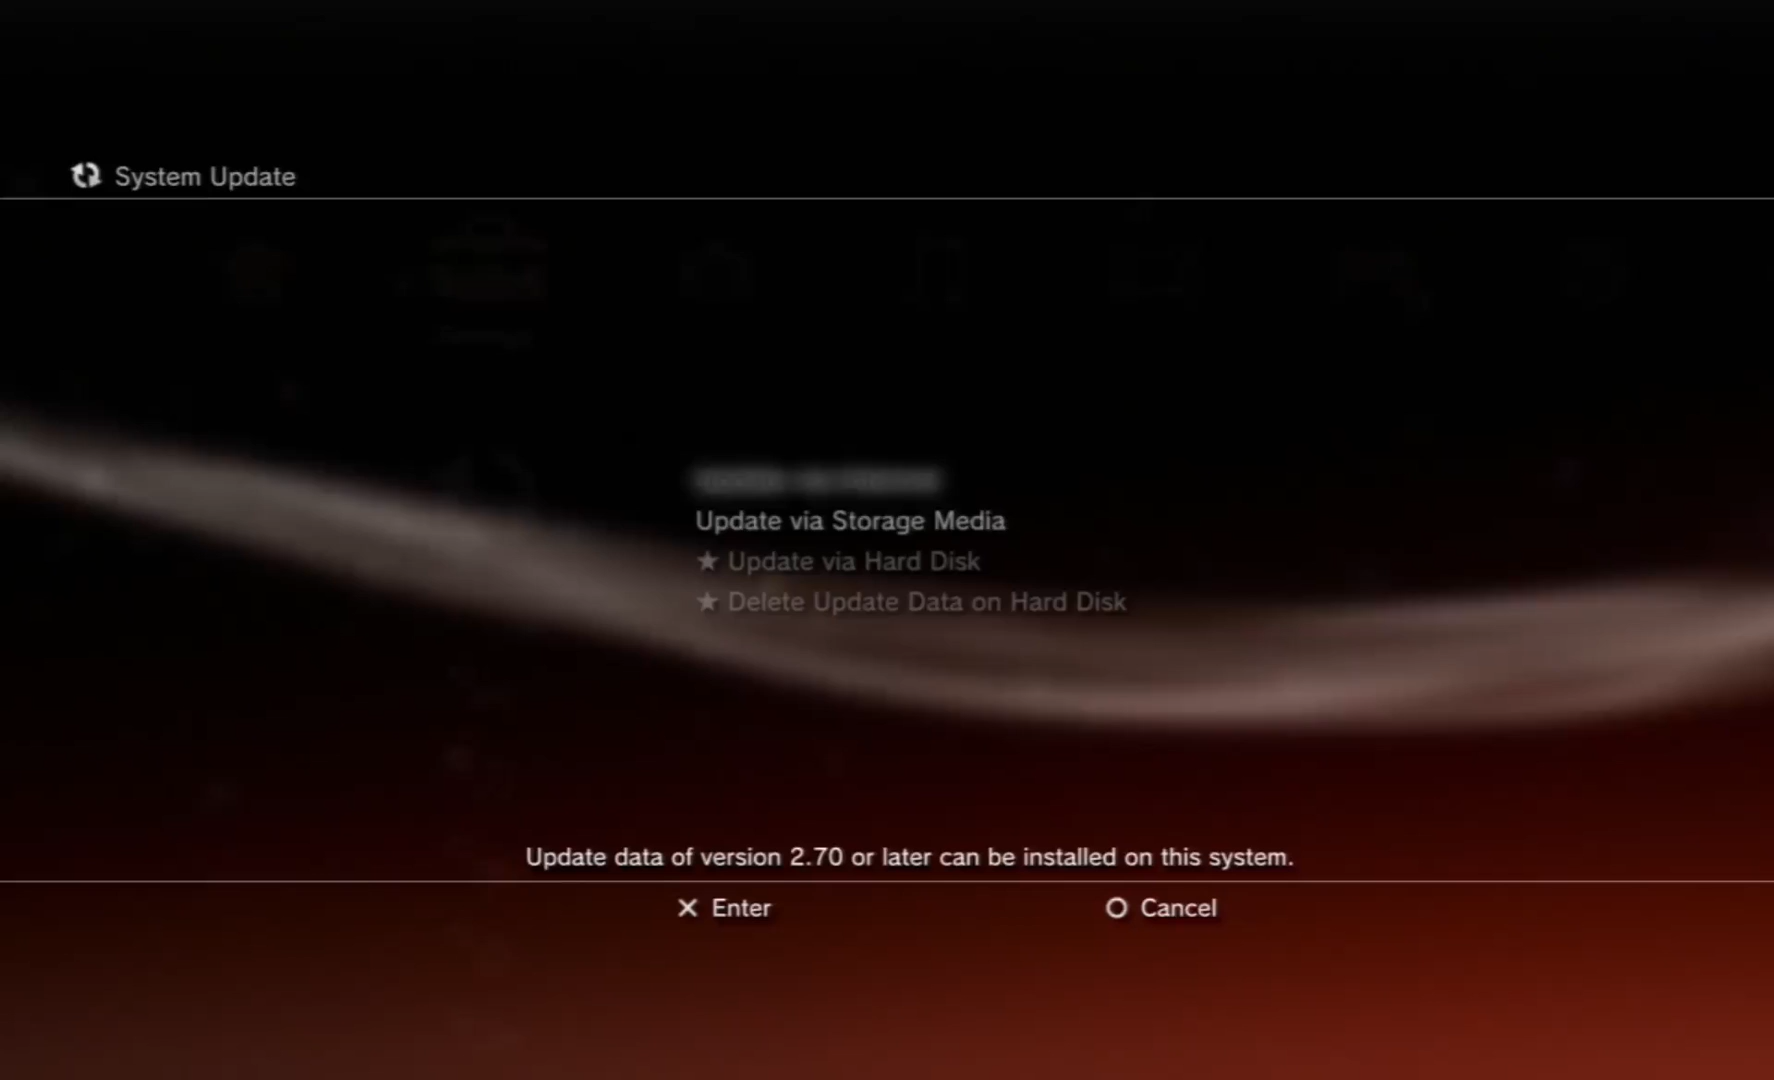 System Update
Update via Storage Media
★ Update via Hard Disk
★ Delete Update Data on Hard Disk
Update data of version 2.70 or later can be installed on this system.
X Enter
O Cancel